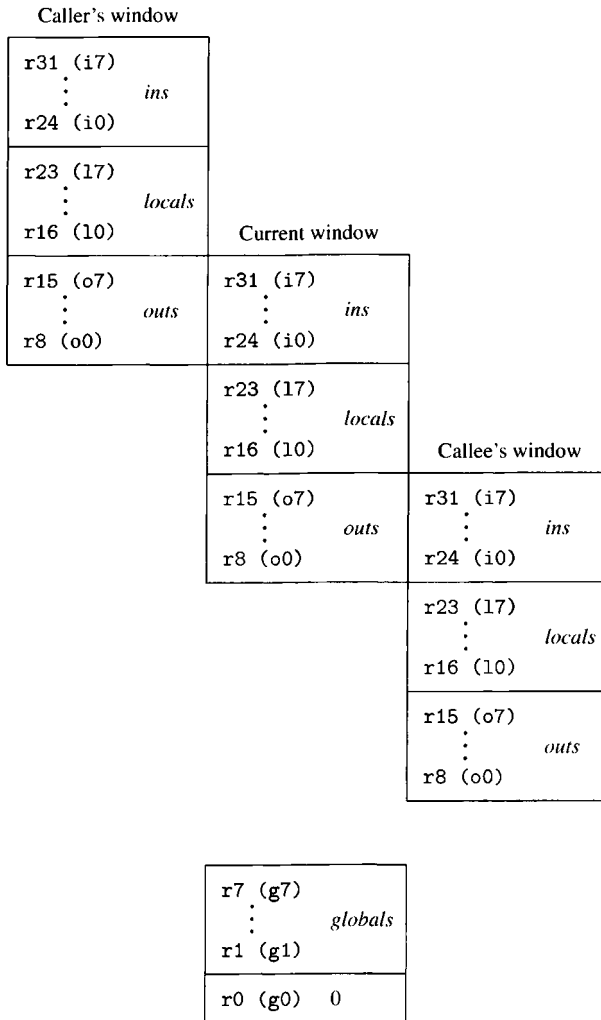 Caller's window
r31 (i7)
ins
r24 (i0)
r23 (l7)
locals
r16 (l0)
r15 (o7)
outs
r8 (o0)
Current window
r31 (i7)
ins
r24 (i0)
r23 (l7)
locals
r16 (l0)
r15 (o7)
outs
r8 (o0)
Callee's window
r31 (i7)
ins
r24 (i0)
r23 (l7)
locals
r16 (l0)
r15 (o7)
outs
r8 (o0)
r7 (g7)
globals
r1 (g1)
r0 (g0) 0